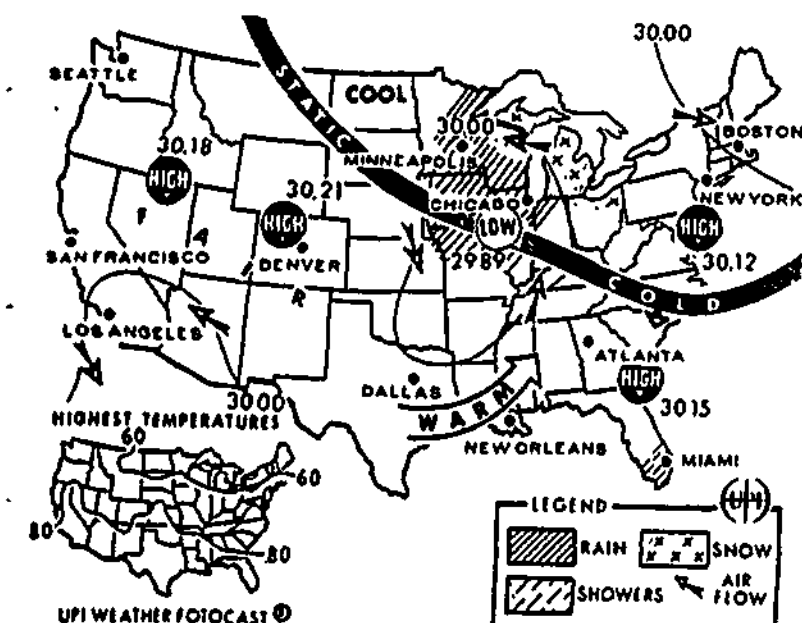 30.00
SEATTLE
STATIC
COOL
30.00
BOSTON
30.18
MINNEAPOLIS
HIGH
30.21
CHICAGO
NEW YORK
HIGH
LOW
HIGH
F
A
I
R
SAN FRANCISCO
DENVER
29.89
30.12
COLD
LOS ANGELES
ATLANTA
DALLAS
HIGH
30.00
WARM
30.15
HIGHEST TEMPERATURES
60
NEW ORLEANS
MIAMI
60
80
80
LEGEND
UPI
RAIN
SNOW
SHOWERS
AIR
FLOW
UPI WEATHER FOTOCAST ®